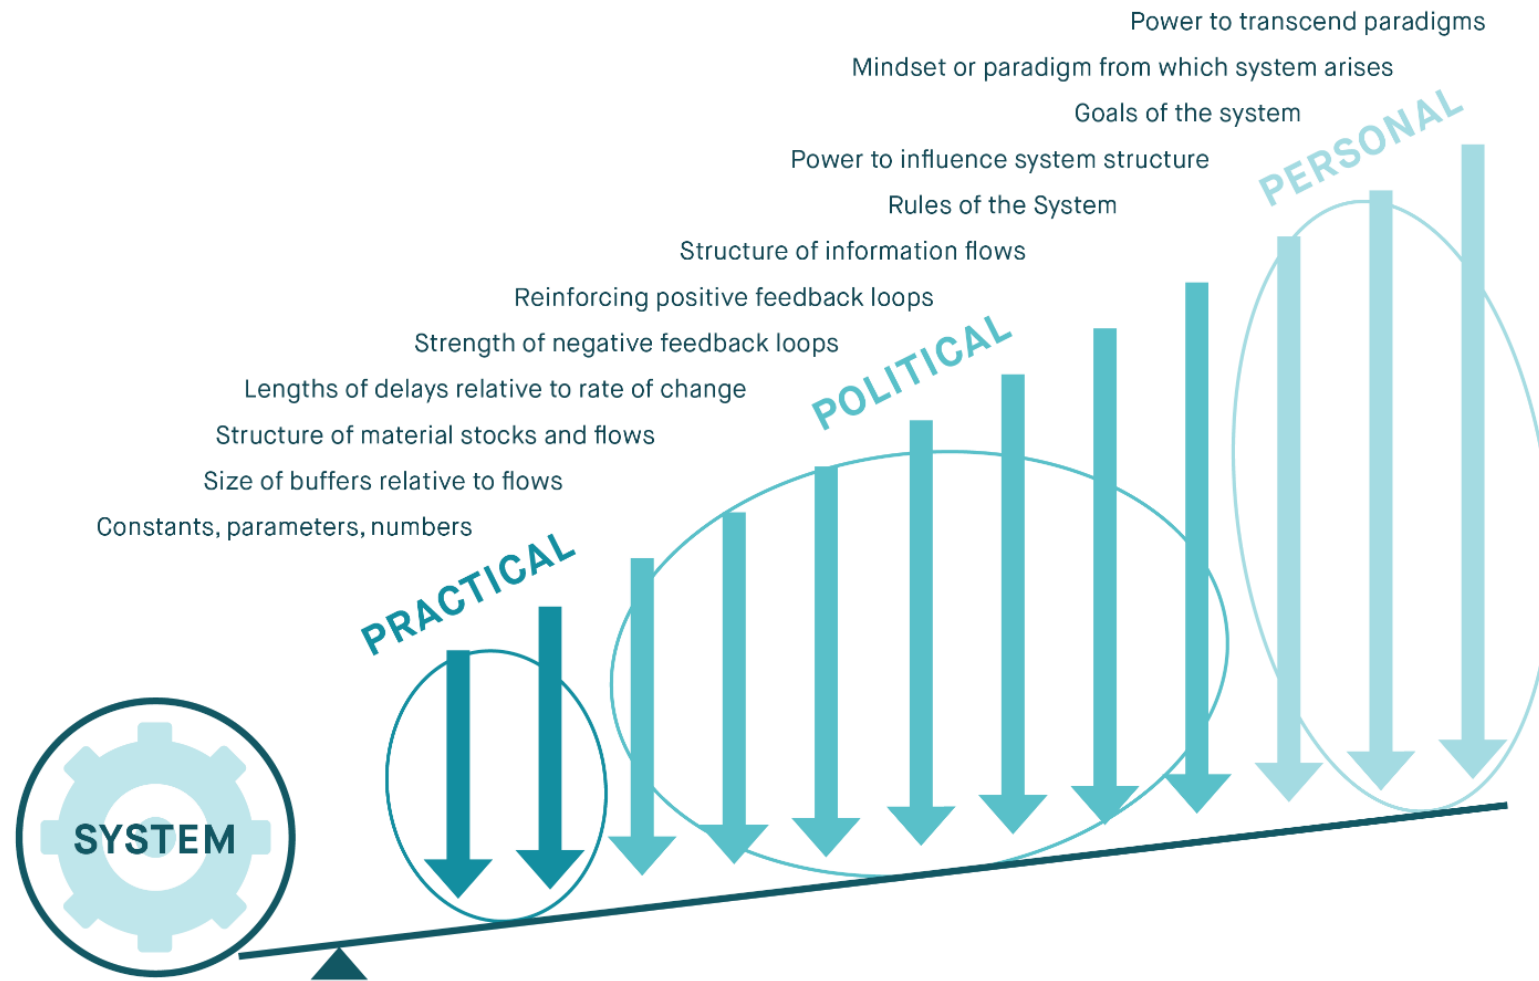 Power to transcend paradigms
Mindset or paradigm from which system arises
Goals of the system
PERSONAL
Power to influence system structure
Rules of the System
Structure of information flows
Reinforcing positive feedback loops
Strength of negative feedback loops
POLITICAL
Lengths of delays relative to rate of change
Structure of material stocks and flows
Size of buffers relative to flows
Constants, parameters, numbers
PRACTICAL
SYSTEM